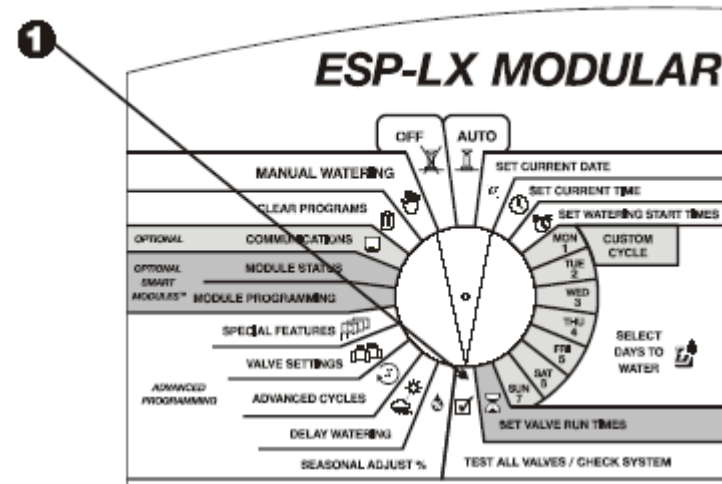 1
ESP-LX MODULAR
OFF
AUTO
MANUAL WATERING
CLEAR PROGRAMS
OPTIONAL
COMMUNICATIONS
OPTIONAL
SMART
MODULES™
MODULE STATUS
MODULE PROGRAMMING
SPECIAL FEATURES
VALVE SETTINGS
ADVANCED
PROGRAMMING
ADVANCED CYCLES
DELAY WATERING
SEASONAL ADJUST %
SET CURRENT DATE
SET CURRENT TIME
SET WATERING START TIMES
MON
1
TUE
2
WED
3
THU
4
FRI
5
SAT
6
SUN
7
CUSTOM
CYCLE
SELECT
DAYS TO
WATER
SET VALVE RUN TIMES
TEST ALL VALVES / CHECK SYSTEM